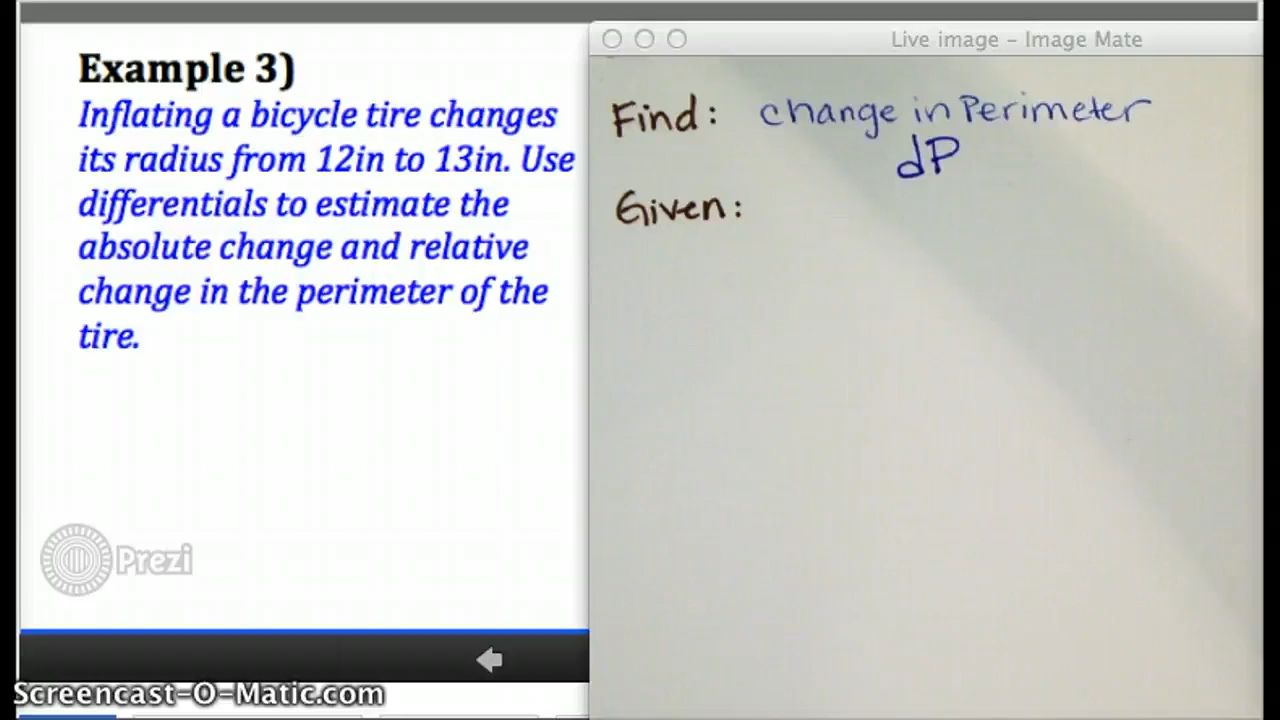 Example 3)
Inflating a bicycle tire changes
its radius from 12in to 13in. Use
differentials to estimate the
absolute change and relative
change in the perimeter of the
tire.
Prezi
Live image - Image Mate
Find: change in Perimeter
dP
Given:
Screencast-O-Matic.com